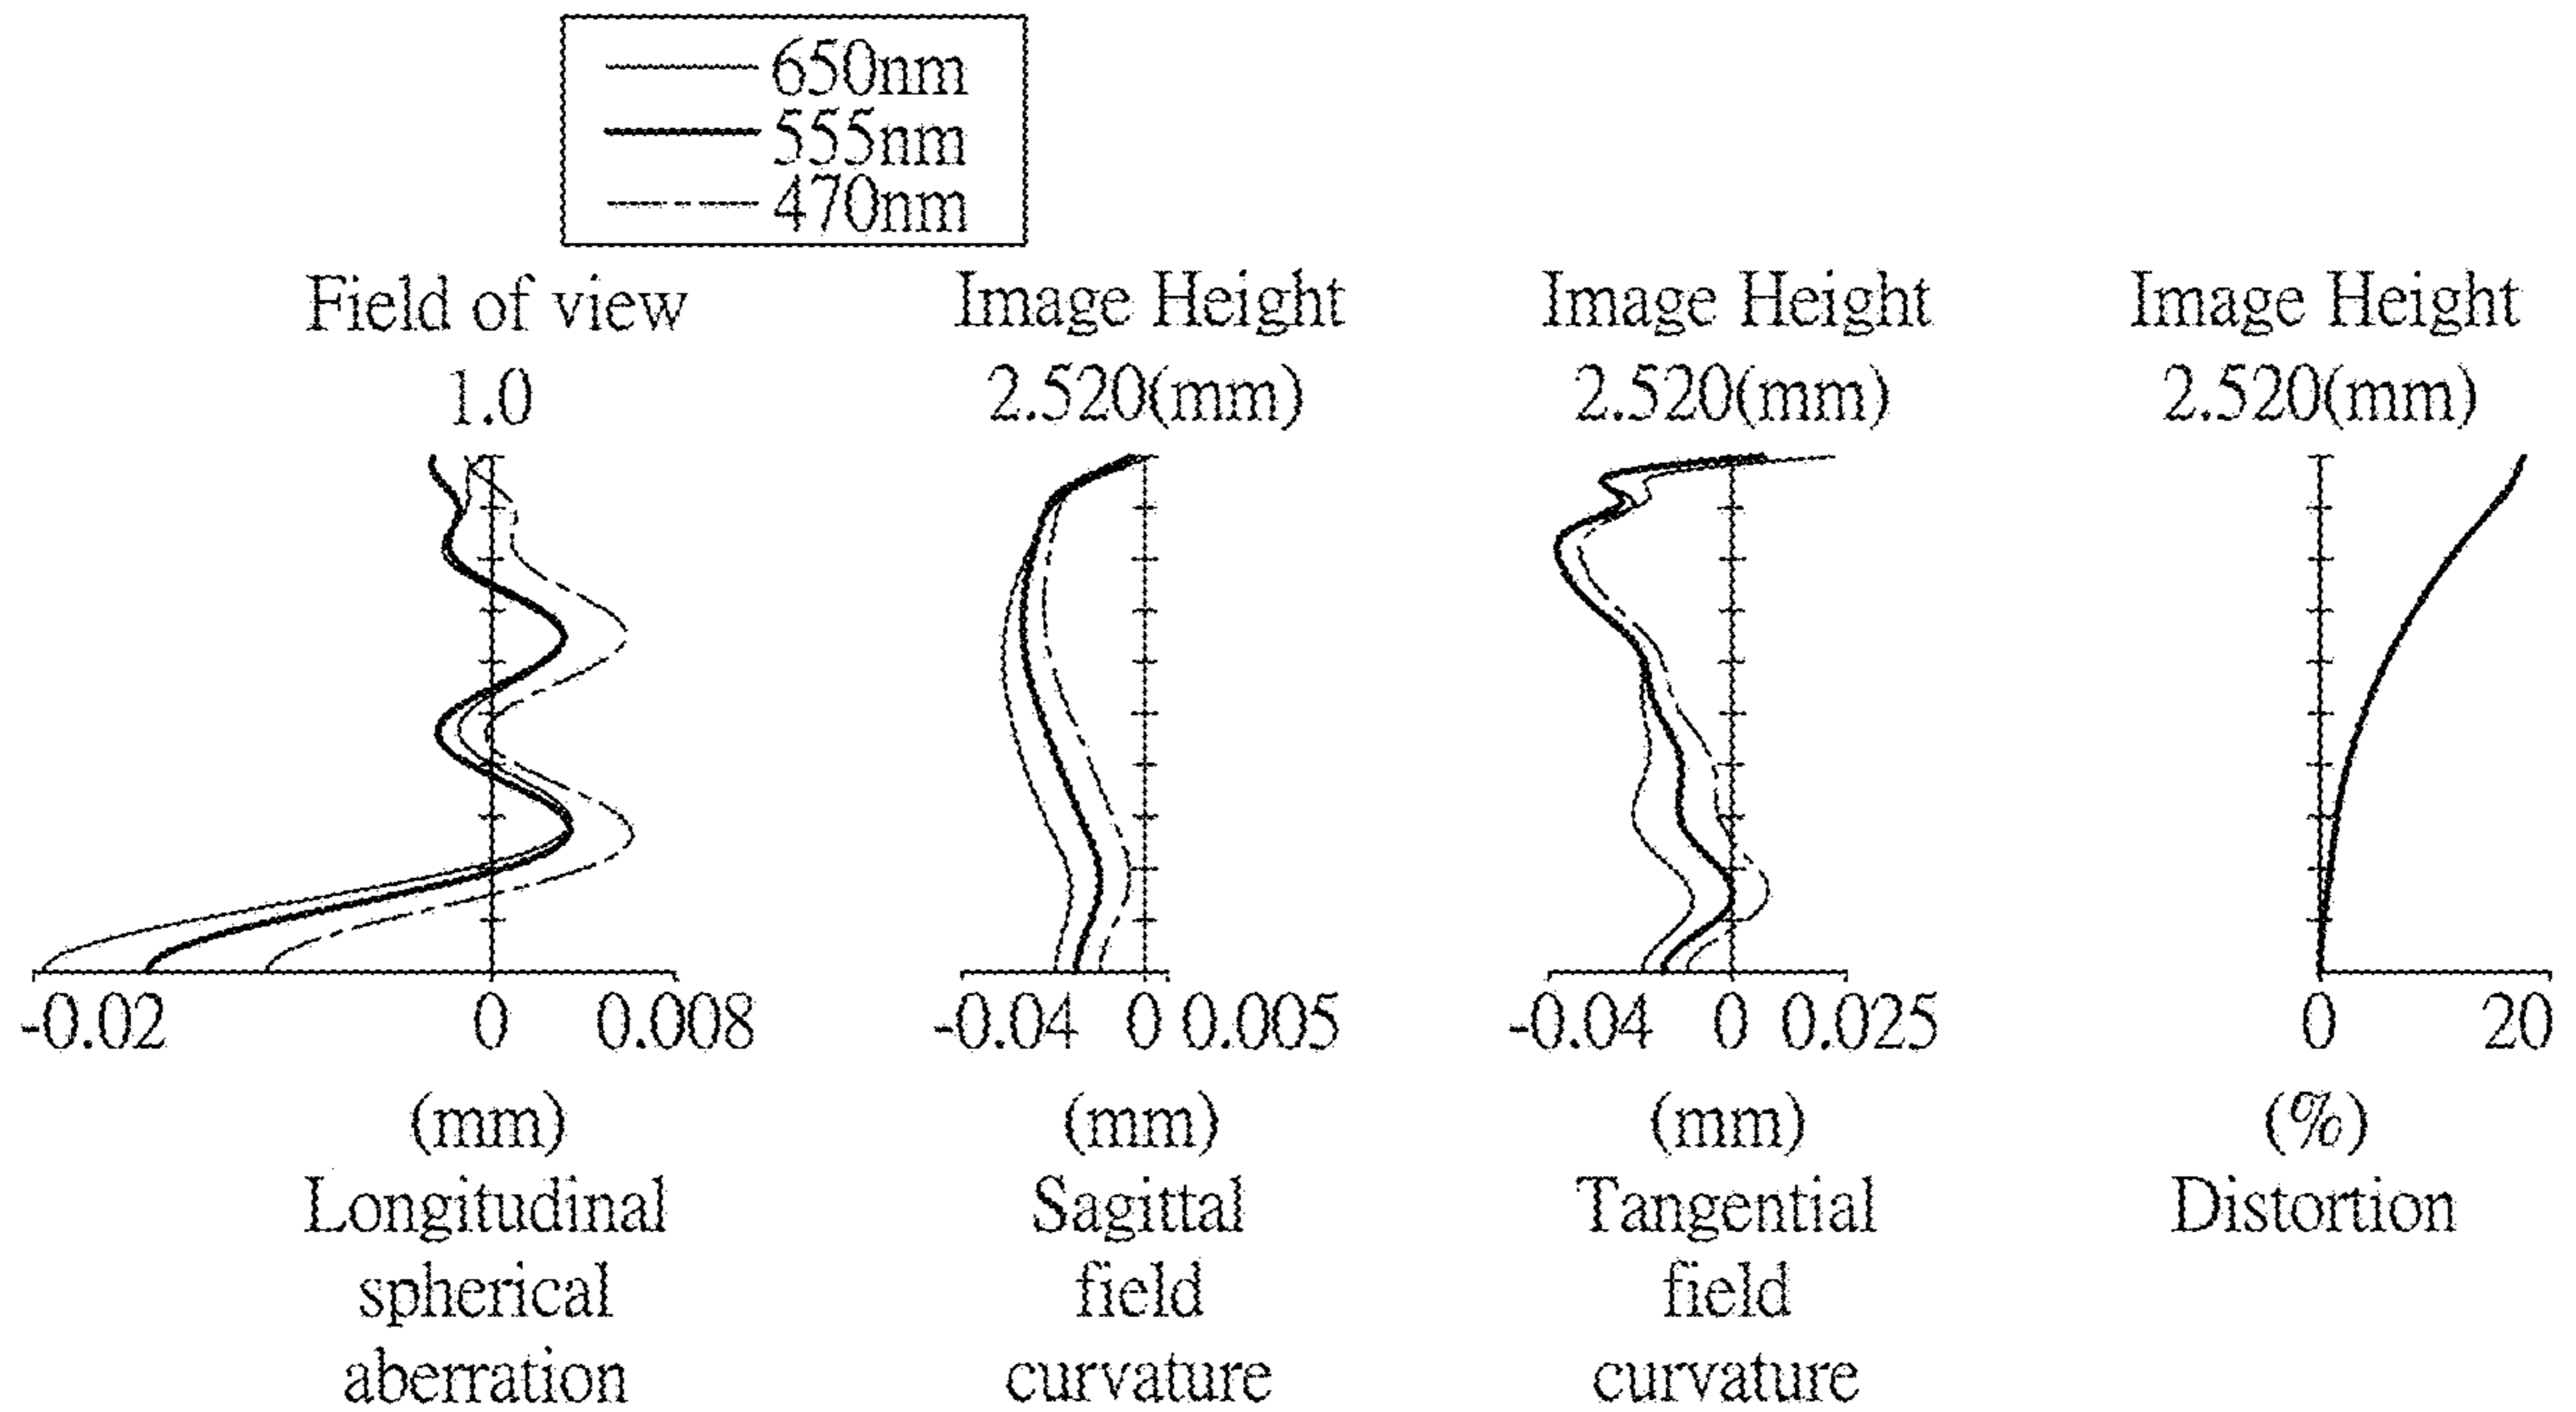 650nm
555nm
470nm
Field of view
1.0
Image Height
2.520(mm)
Image Height
2.520(mm)
Image Height
2.520(mm)
-0.02 0 0.008
(mm)
Longitudinal
spherical
aberration
-0.04 0 0.005
(mm)
Sagittal
field
curvature
-0.04 0 0.025
(mm)
Tangential
field
curvature
0 20
(%)
Distortion